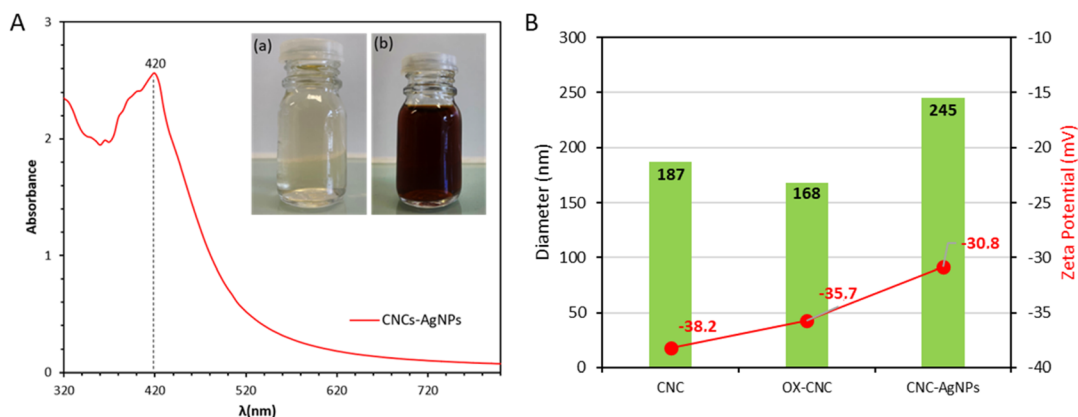 A
3
2
1
0
Absorbance
420
(a)
(b)
CNCs-AgNPs
320
420
520
620
720
λ(nm)
B
300
250
200
150
100
50
0
Diameter (nm)
187
168
245
-38.2
-35.7
-30.8
CNC
OX-CNC
CNC-AgNPs
-10
-15
-20
-25
-30
-35
-40
Zeta Potential (mV)